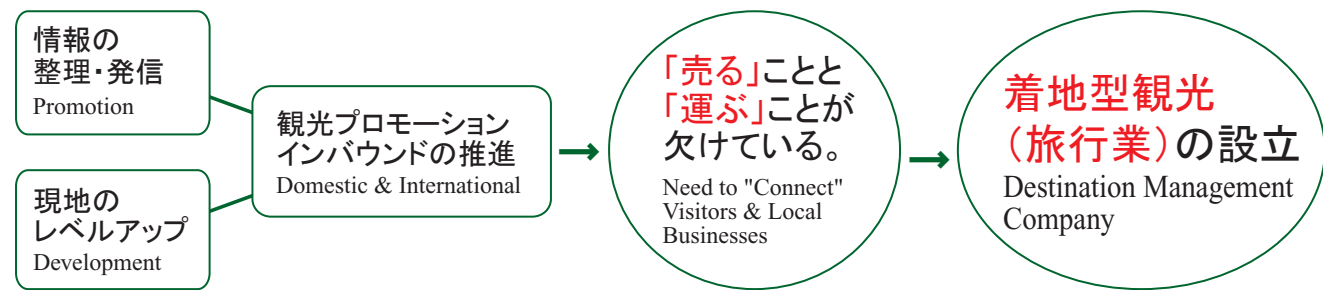 情報の
整理・発信
Promotion
現地の
レベルアップ
Development
観光プロモーション
インバウンドの推進
Domestic & International
「売る」ことと
「運ぶ」ことが
欠けている。
Need to "Connect"
Visitors & Local
Businesses
着地型観光
（旅行業）の設立
Destination Management
Company